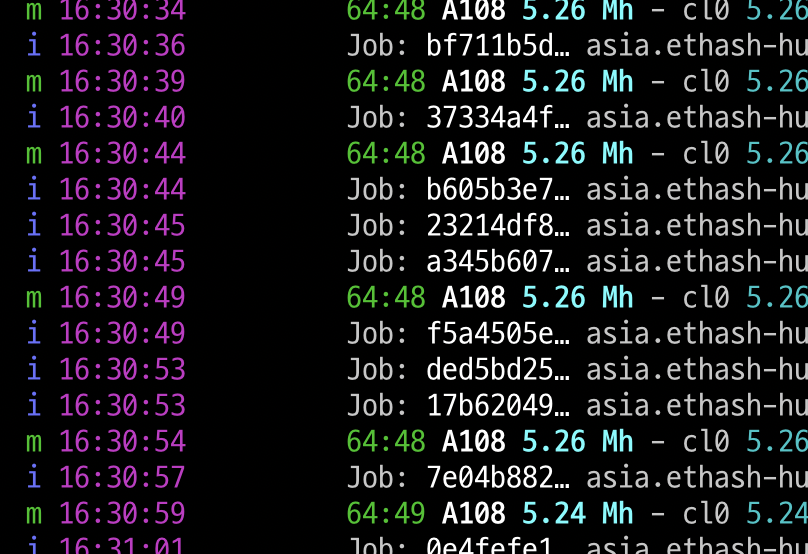 m 16:30:34 64:48 A108 5.26 Mh - cl0 5.26
i 16:30:36 Job: bf711b5d… asia.ethash-hu
m 16:30:39 64:48 A108 5.26 Mh - cl0 5.26
i 16:30:40 Job: 37334a4f… asia.ethash-hu
m 16:30:44 64:48 A108 5.26 Mh - cl0 5.26
i 16:30:44 Job: b605b3e7… asia.ethash-hu
i 16:30:45 Job: 23214df8… asia.ethash-hu
i 16:30:45 Job: a345b607… asia.ethash-hu
m 16:30:49 64:48 A108 5.26 Mh - cl0 5.26
i 16:30:49 Job: f5a4505e… asia.ethash-hu
i 16:30:53 Job: ded5bd25… asia.ethash-hu
i 16:30:53 Job: 17b62049… asia.ethash-hu
m 16:30:54 64:48 A108 5.26 Mh - cl0 5.26
i 16:30:57 Job: 7e04b882… asia.ethash-hu
m 16:30:59 64:49 A108 5.24 Mh - cl0 5.24
i 16:31:01 Job: 0e4fefe1… asia.ethash-hu